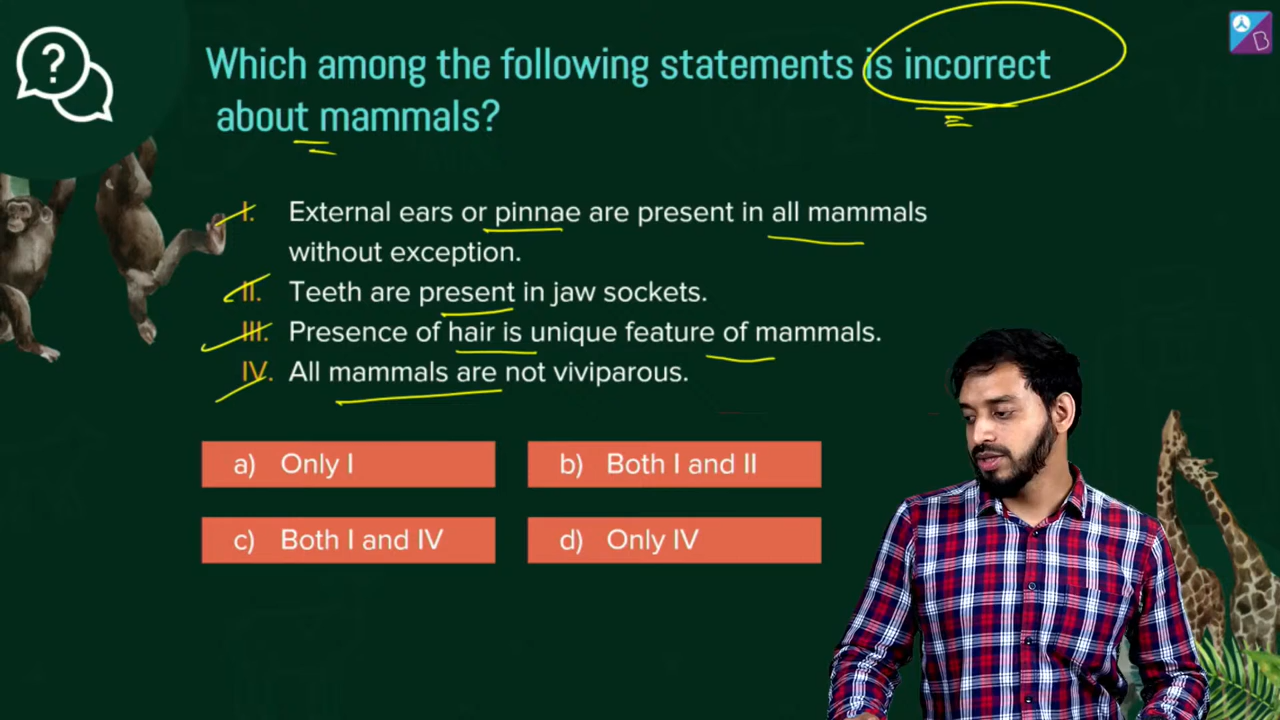 ?
Which among the following statements is incorrect
about mammals?
I. External ears or pinnae are present in all mammals
without exception.
II. Teeth are present in jaw sockets.
III. Presence of hair is unique feature of mammals.
IV. All mammals are not viviparous.
a) Only I
b) Both I and II
c) Both I and IV
d) Only IV
B